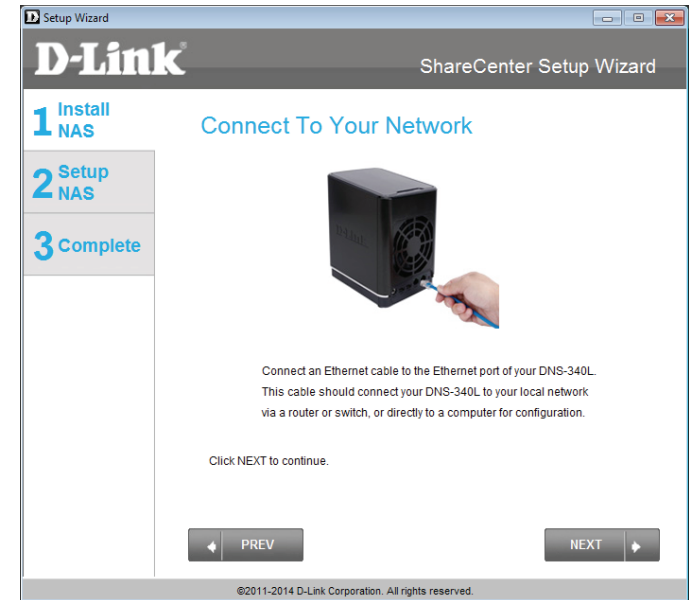 Setup Wizard
D-Link
ShareCenter Setup Wizard
1 Install
NAS
2 Setup
NAS
3 Complete
Connect To Your Network
D-Link
Connect an Ethernet cable to the Ethernet port of your DNS-340L.
This cable should connect your DNS-340L to your local network
via a router or switch, or directly to a computer for configuration.
Click NEXT to continue.
PREV
NEXT
©2011-2014 D-Link Corporation. All rights reserved.